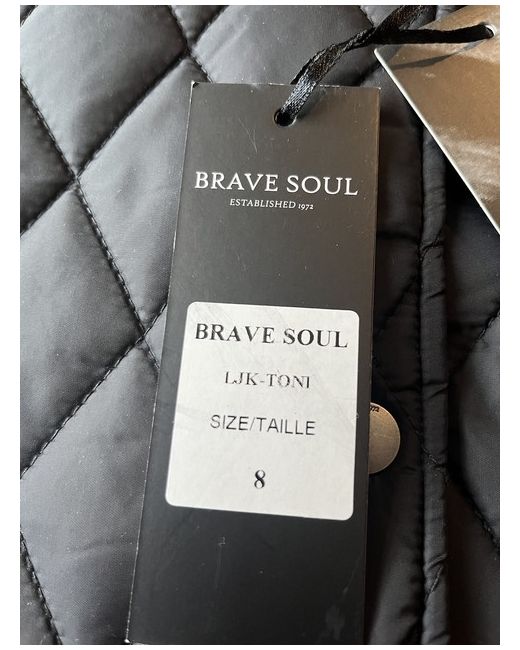 BRAVE SOUL
ESTABLISHED 1972
BRAVE SOUL
LJK-TONI
SIZE/TAILLE
8